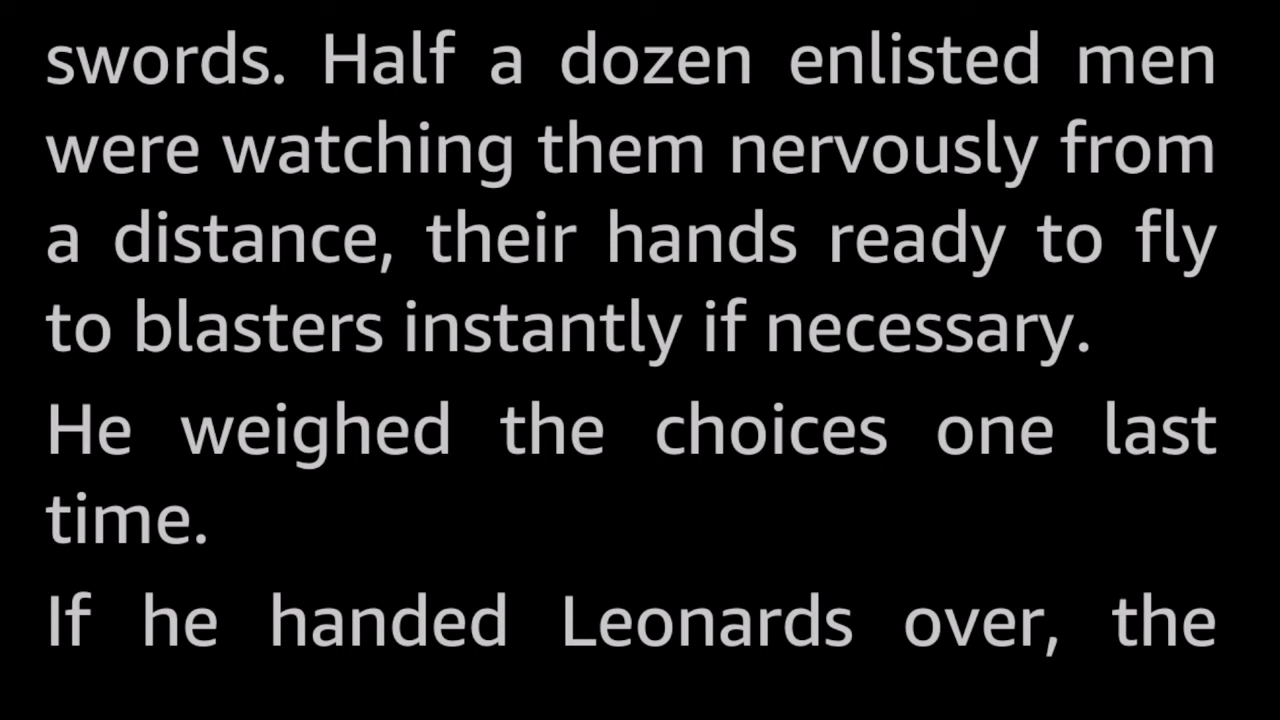 swords. Half a dozen enlisted men
were watching them nervously from
a distance, their hands ready to fly
to blasters instantly if necessary.
He weighed the choices one last
time.
If he handed Leonards over, the